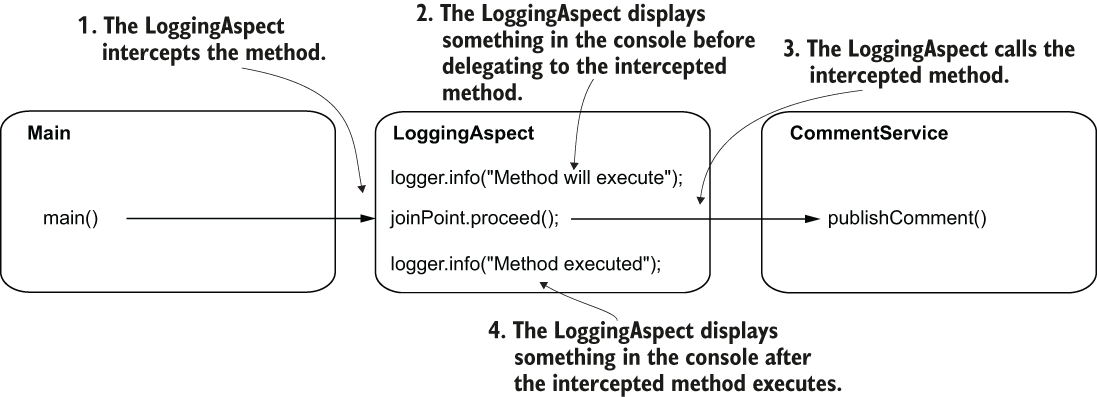 1. The LoggingAspect
intercepts the method.
2. The LoggingAspect displays
something in the console before
delegating to the intercepted
method.
3. The LoggingAspect calls the
intercepted method.
Main
main()
LoggingAspect
logger.info("Method will execute");
joinPoint.proceed();
logger.info("Method executed");
CommentService
publishComment()
4. The LoggingAspect displays
something in the console after
the intercepted method executes.